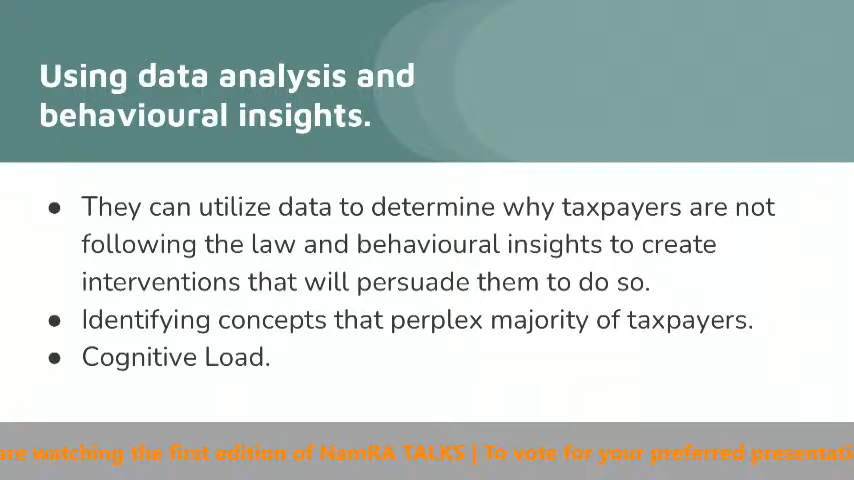 Using data analysis and
behavioural insights.
● They can utilize data to determine why taxpayers are not
following the law and behavioural insights to create
interventions that will persuade them to do so.
● Identifying concepts that perplex majority of taxpayers.
● Cognitive Load.
are watching the first edition of NamRA TALKS | To vote for your preferred